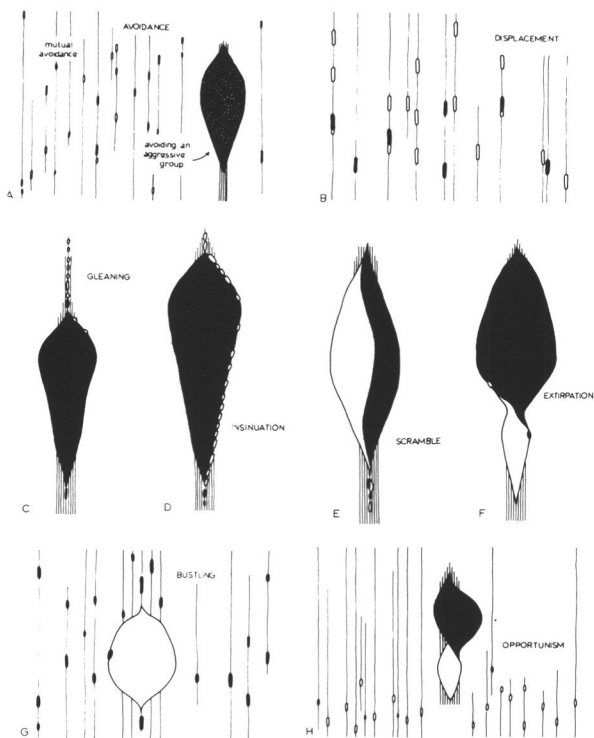 AVOIDANCE
mutual
avoidance
avoiding an
aggressive
group
A
DISPLACEMENT
B
GLEANING
C
INSINUATION
D
SCRAMBLE
E
EXTIRPATION
F
BUSTLING
G
OPPORTUNISM
H